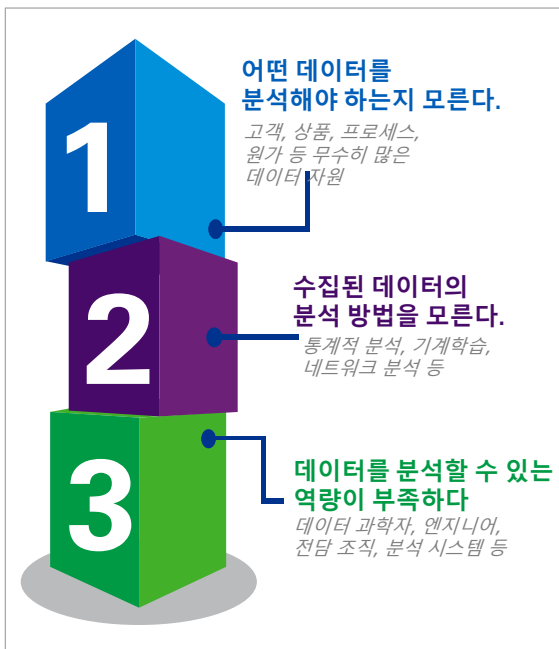 1
어떤 데이터를
분석해야 하는지 모른다.
고객, 상품, 프로세스,
원가 등 무수히 많은
데이터 자원
2
수집된 데이터의
분석 방법을 모른다.
통계적 분석, 기계학습,
네트워크 분석 등
3
데이터를 분석할 수 있는
역량이 부족하다
데이터 과학자, 엔지니어,
전담 조직, 분석 시스템 등